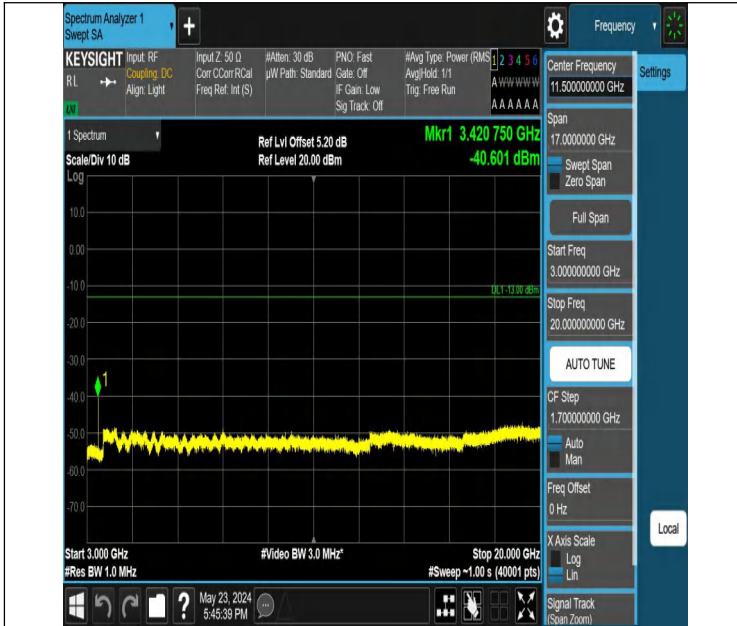 Spectrum Analyzer 1
Swept SA
+
Frequency
KEYSIGHT
RL
Input: RF
Coupling: DC
Align: Light
Input Z: 50 Ω
Corr CCorr RCal
Freq Ref: Int (S)
#Atten: 30 dB
µW Path: Standard
PNO: Fast
Gate: Off
IF Gain: Low
Sig Track: Off
#Avg Type: Power (RMS
Avg|Hold: 1/1
Trig: Free Run
1 2 3 4 5 6
A W W W W W
A A A A A A
1 Spectrum
Scale/Div 10 dB
Log
Ref Lvl Offset 5.20 dB
Ref Level 20.00 dBm
Mkr1 3.420 750 GHz
-40.601 dBm
10.0
0.00
-10.0
DL1 -13.00 dBm
-20.0
-30.0
1
-40.0
-50.0
-60.0
-70.0
Start 3.000 GHz
#Res BW 1.0 MHz
#Video BW 3.0 MHz*
Stop 20.000 GHz
#Sweep ~1.00 s (40001 pts)
Center Frequency
11.500000000 GHz
Settings
Span
17.0000000 GHz
Swept Span
Zero Span
Full Span
Start Freq
3.000000000 GHz
Stop Freq
20.000000000 GHz
AUTO TUNE
CF Step
1.700000000 GHz
Auto
Man
Freq Offset
0 Hz
X Axis Scale
Log
Lin
Local
Signal Track
(Span Zoom)
?
May 23, 2024
5:45:39 PM